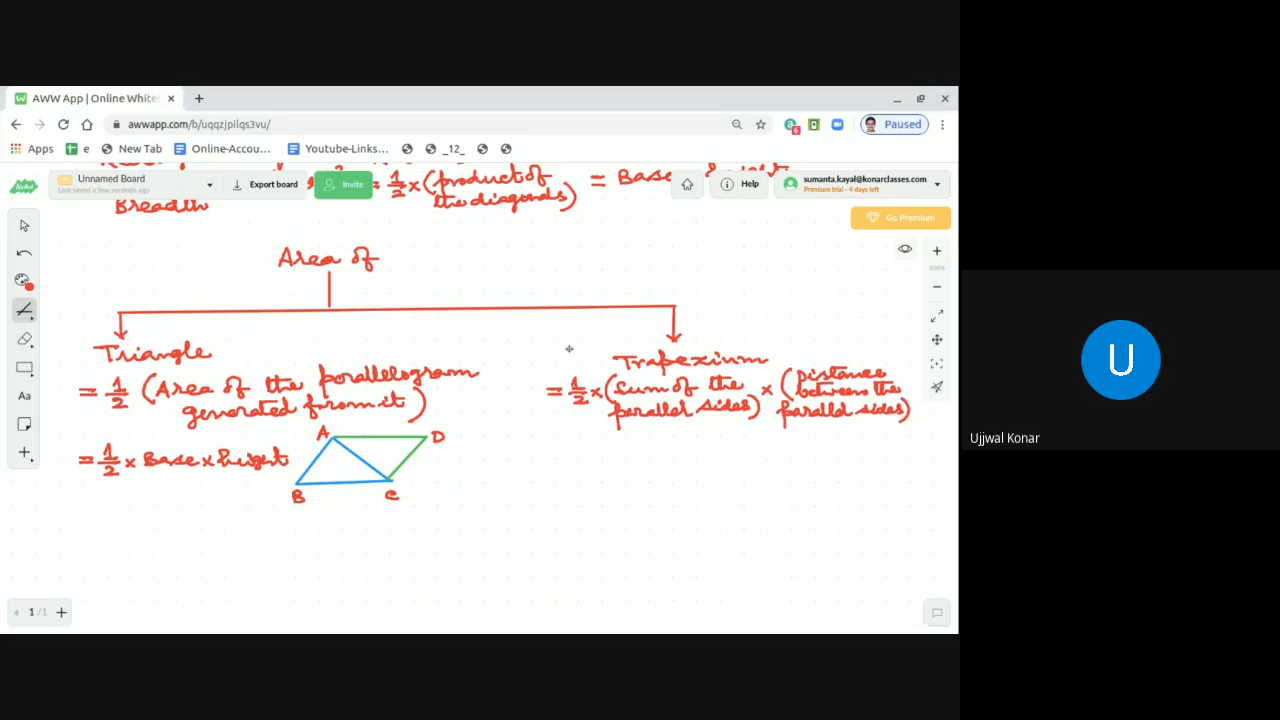 AWW App | Online White
awwapp.com/b/uqqzjpilqs3vu/
Paused
Apps
e
New Tab
Online-Accou...
Youtube-Links...
_12_
Unnamed Board
Last saved a few seconds ago
Export board
Invite
Help
sumanta.kayal@konarclasses.com
Premium trial - 4 days left
Go Premium
= 1/2 × (product of the diagonals) = Base
Breadth
Area of
100%
Triangle
= 1/2 (Area of the parallelogram
generated from it)
= 1/2 × Base × height
A
D
B
C
Trapezium
= 1/2 × (Sum of the parallel sides) × (Distance between the parallel sides)
Aa
1 / 1
U
Ujjwal Konar